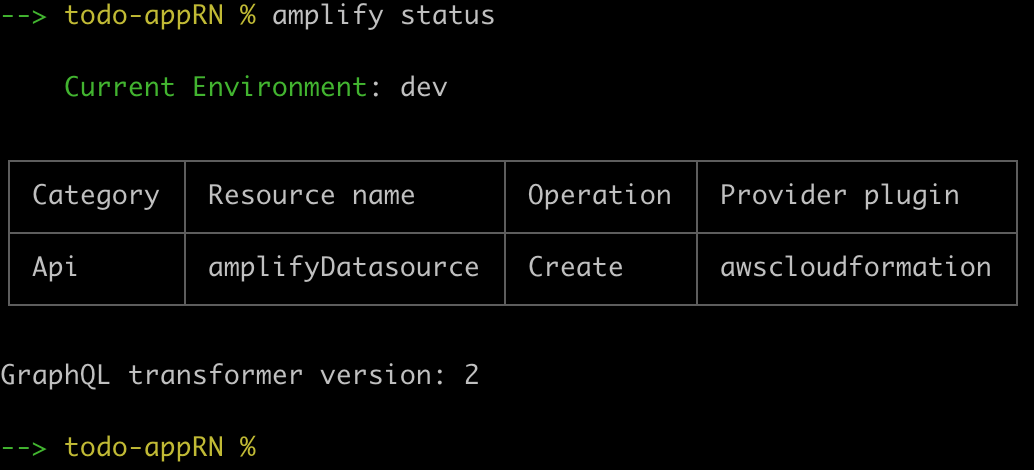 --> todo-appRN % amplify status
Current Environment: dev
Category Resource name Operation Provider plugin
Api amplifyDatasource Create awscloudformation
GraphQL transformer version: 2
--> todo-appRN %